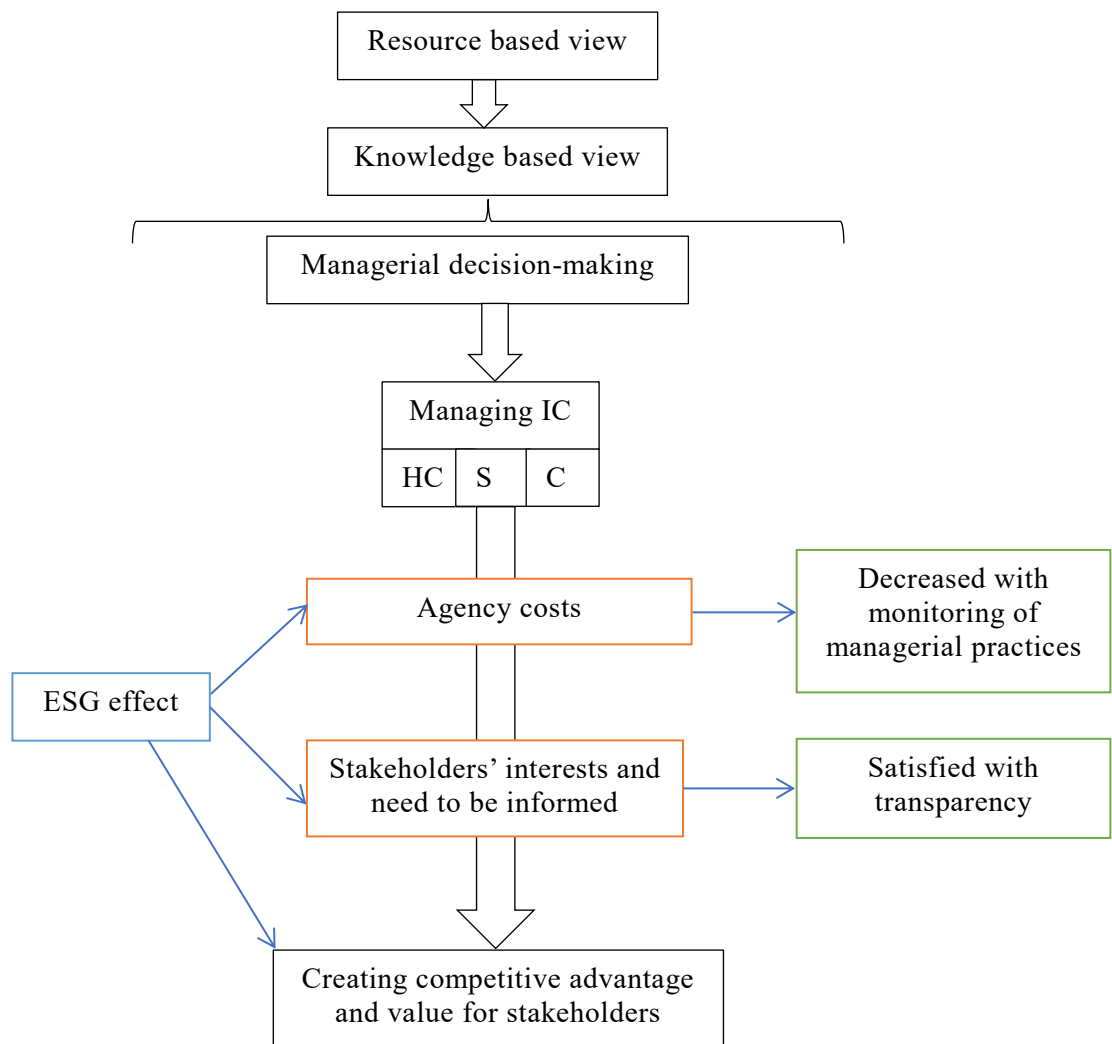 Resource based view
Knowledge based view
Managerial decision-making
Managing IC
HC
S
C
Agency costs
Decreased with
monitoring of
managerial practices
ESG effect
Stakeholders’ interests and
need to be informed
Satisfied with
transparency
Creating competitive advantage
and value for stakeholders